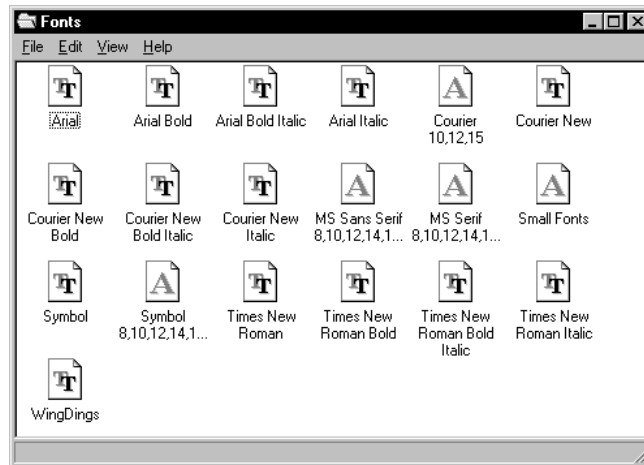 Fonts
File Edit View Help
Arial
Arial Bold
Arial Bold Italic
Arial Italic
Courier
10,12,15
Courier New
Courier New
Bold
Courier New
Bold Italic
Courier New
Italic
MS Sans Serif
8,10,12,14,1...
MS Serif
8,10,12,14,1...
Small Fonts
Symbol
Symbol
8,10,12,14,1...
Times New
Roman
Times New
Roman Bold
Times New
Roman Bold
Italic
Times New
Roman Italic
WingDings